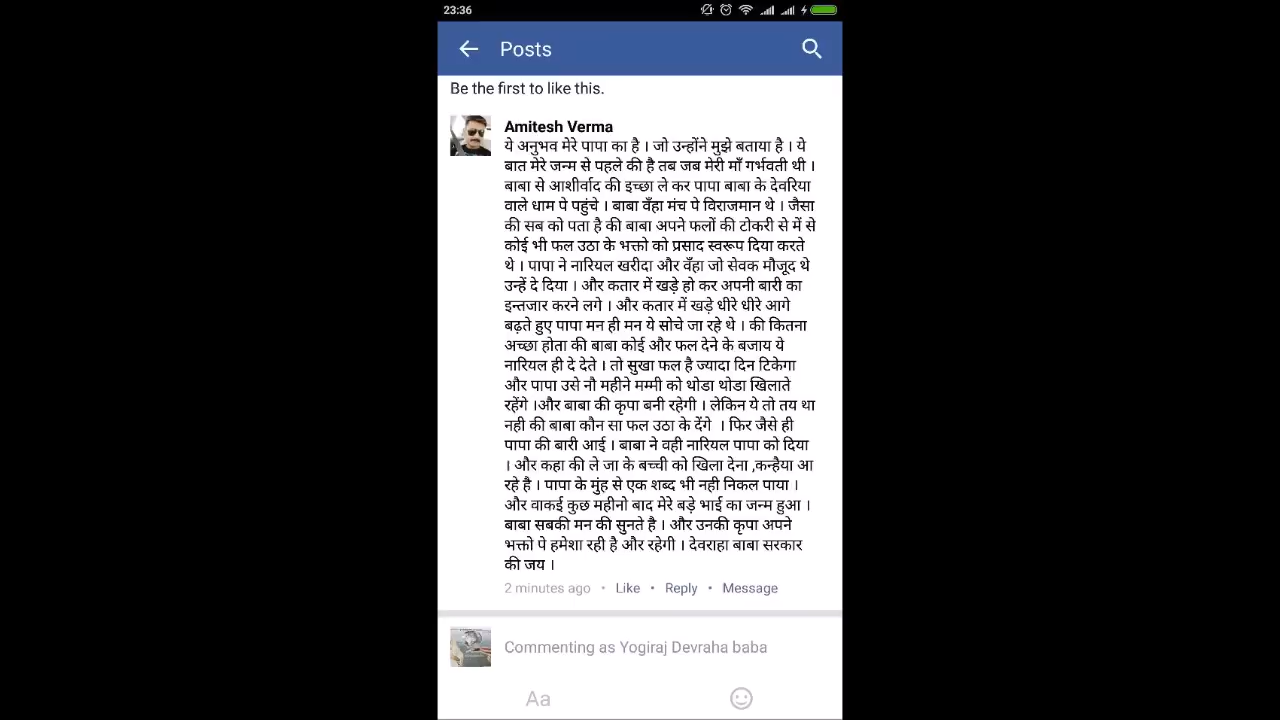 23:36
Posts
Be the first to like this.
Amitesh Verma
ये अनुभव मेरे पापा का है । जो उन्होंने मुझे बताया है । ये
बात मेरे जन्म से पहले की है तब जब मेरी माँ गर्भवती थी ।
बाबा से आशीर्वाद की इच्छा ले कर पापा बाबा के देवरिया
वाले धाम पे पहुंचे । बाबा वँहा मंच पे विराजमान थे । जैसा
की सब को पता है की बाबा अपने फलों की टोकरी से में से
कोई भी फल उठा के भक्तो को प्रसाद स्वरूप दिया करते
थे । पापा ने नारियल खरीदा और वँहा जो सेवक मौजूद थे
उन्हें दे दिया । और कतार में खड़े हो कर अपनी बारी का
इन्तजार करने लगे । और कतार में खड़े धीरे धीरे आगे
बढ़ते हुए पापा मन ही मन ये सोचे जा रहे थे । की कितना
अच्छा होता की बाबा कोई और फल देने के बजाय ये
नारियल ही दे देते । तो सुखा फल है ज्यादा दिन टिकेगा
और पापा उसे नौ महीने मम्मी को थोडा थोडा खिलाते
रहेंगे ।और बाबा की कृपा बनी रहेगी । लेकिन ये तो तय था
नही की बाबा कौन सा फल उठा के देंगे । फिर जैसे ही
पापा की बारी आई । बाबा ने वही नारियल पापा को दिया
। और कहा की ले जा के बच्ची को खिला देना ,कन्हैया आ
रहे है । पापा के मुंह से एक शब्द भी नही निकल पाया ।
और वाकई कुछ महीनो बाद मेरे बड़े भाई का जन्म हुआ ।
बाबा सबकी मन की सुनते है । और उनकी कृपा अपने
भक्तो पे हमेशा रही है और रहेगी । देवराहा बाबा सरकार
की जय ।
2 minutes ago • Like • Reply • Message
Commenting as Yogiraj Devraha baba
Aa